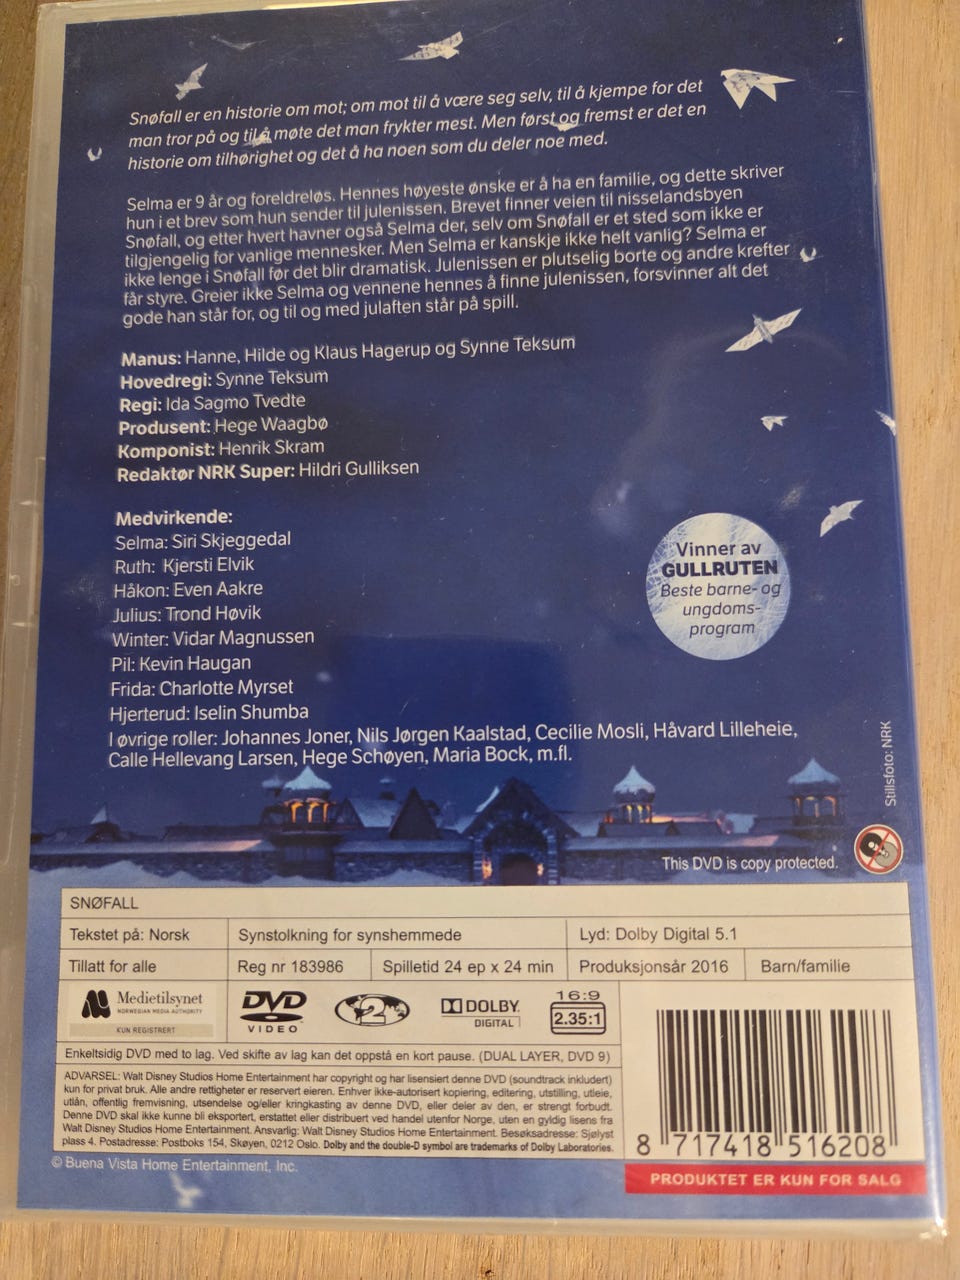 Snøfall er en historie om mot; om mot til å være seg selv, til å kjempe for det
man tror på og til å møte det man frykter mest. Men først og fremst er det en
historie om tilhørighet og det å ha noen som du deler noe med.
Selma er 9 år og foreldreløs. Hennes høyeste ønske er å ha en familie, og dette skriver
hun i et brev som hun sender til julenissen. Brevet finner veien til nisselandsbyen
Snøfall, og etter hvert havner også Selma der, selv om Snøfall er et sted som ikke er
tilgjengelig for vanlige mennesker. Men Selma er kanskje ikke helt vanlig? Selma er
ikke lenge i Snøfall før det blir dramatisk. Julenissen er plutselig borte og andre krefter
får styre. Greier ikke Selma og vennene hennes å finne julenissen, forsvinner alt det
gode han står for, og til og med julaften står på spill.
Manus: Hanne, Hilde og Klaus Hagerup og Synne Teksum
Hovedregi: Synne Teksum
Regi: Ida Sagmo Tvedte
Produsent: Hege Waagbø
Komponist: Henrik Skram
Redaktør NRK Super: Hildri Gulliksen
Medvirkende:
Selma: Siri Skjeggedal
Ruth: Kjersti Elvik
Håkon: Even Aakre
Julius: Trond Høvik
Winter: Vidar Magnussen
Pil: Kevin Haugan
Frida: Charlotte Myrset
Hjerterud: Iselin Shumba
I øvrige roller: Johannes Joner, Nils Jørgen Kaalstad, Cecilie Mosli, Håvard Lilleheie,
Calle Hellevang Larsen, Hege Schøyen, Maria Bock, m.fl.
Vinner av
GULLRUTEN
Beste barne- og
ungdoms-
program
Stillsfoto: NRK
This DVD is copy protected.
SNØFALL
Tekstet på: Norsk Synstolkning for synshemmede Lyd: Dolby Digital 5.1
Tillatt for alle Reg nr 183986 Spilletid 24 ep x 24 min Produksjonsår 2016 Barn/familie
Medietilsynet
NORWEGIAN MEDIA AUTHORITY
KUN REGISTRERT
DVD
VIDEO
2
DOLBY
DIGITAL
16:9
2.35:1
Enkeltsidig DVD med to lag. Ved skifte av lag kan det oppstå en kort pause. (DUAL LAYER, DVD 9)
ADVARSEL: Walt Disney Studios Home Entertainment har copyright og har lisensiert denne DVD (soundtrack inkludert)
kun for privat bruk. Alle andre rettigheter er reservert eieren. Enhver ikke-autorisert kopiering, editering, utstilling, utleie,
utlån, offentlig fremvisning, utsendelse og/eller kringkasting av denne DVD, eller deler av den, er strengt forbudt.
Denne DVD skal ikke kunne bli eksportert, erstattet eller distribuert ved handel utenfor Norge, uten en gyldig lisens fra
Walt Disney Studios Home Entertainment. Ansvarlig: Walt Disney Studios Home Entertainment. Besøksadresse: Sjølyst
plass 4. Postadresse: Postboks 154, Skøyen, 0212 Oslo. Dolby and the double-D symbol are trademarks of Dolby Laboratories.
8 717418 516208
PRODUKTET ER KUN FOR SALG
© Buena Vista Home Entertainment, Inc.